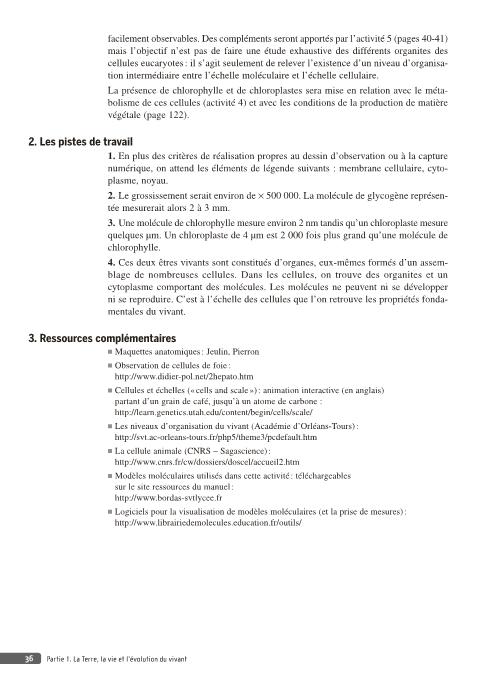 facilement observables. Des compléments seront apportés par l'activité 5 (pages 40-41)
mais l'objectif n'est pas de faire une étude exhaustive des différents organites des
cellules eucaryotes : il s'agit seulement de relever l'existence d'un niveau d'organisa-
tion intermédiaire entre l'échelle moléculaire et l'échelle cellulaire.
La présence de chlorophylle et de chloroplastes sera mise en relation avec le méta-
bolisme de ces cellules (activité 4) et avec les conditions de la production de matière
végétale (page 122).
2. Les pistes de travail
1. En plus des critères de réalisation propres au dessin d'observation ou à la capture
numérique, on attend les éléments de légende suivants : membrane cellulaire, cyto-
plasme, noyau.
2. Le grossissement serait environ de × 500 000. La molécule de glycogène représen-
tée mesurerait alors 2 à 3 mm.
3. Une molécule de chlorophylle mesure environ 2 nm tandis qu'un chloroplaste mesure
quelques µm. Un chloroplaste de 4 µm est 2 000 fois plus grand qu'une molécule de
chlorophylle.
4. Ces deux êtres vivants sont constitués d'organes, eux-mêmes formés d'un assem-
blage de nombreuses cellules. Dans les cellules, on trouve des organites et un
cytoplasme comportant des molécules. Les molécules ne peuvent ni se développer
ni se reproduire. C'est à l'échelle des cellules que l'on retrouve les propriétés fonda-
mentales du vivant.
3. Ressources complémentaires
■ Maquettes anatomiques : Jeulin, Pierron
■ Observation de cellules de foie :
http://www.didier-pol.net/2hepato.htm
■ Cellules et échelles (« cells and scale ») : animation interactive (en anglais)
partant d'un grain de café, jusqu'à un atome de carbone :
http://learn.genetics.utah.edu/content/begin/cells/scale/
■ Les niveaux d'organisation du vivant (Académie d'Orléans-Tours) :
http://svt.ac-orleans-tours.fr/php5/theme3/pcdefault.htm
■ La cellule animale (CNRS – Sagascience) :
http://www.cnrs.fr/cw/dossiers/doscel/accueil2.htm
■ Modèles moléculaires utilisés dans cette activité : téléchargeables
sur le site ressources du manuel :
http://www.bordas-svtlycee.fr
■ Logiciels pour la visualisation de modèles moléculaires (et la prise de mesures) :
http://www.librairiedemolecules.education.fr/outils/
36 Partie 1. La Terre, la vie et l'évolution du vivant